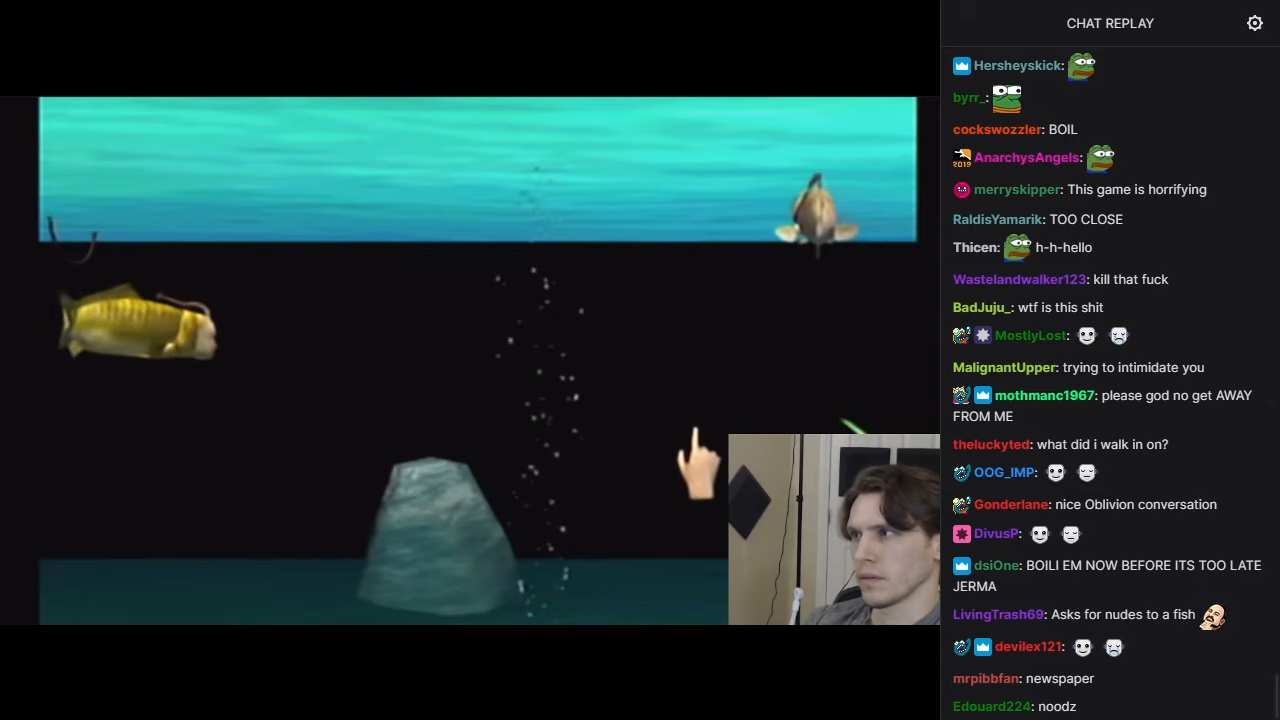 CHAT REPLAY
Hersheyskick:
byrr_:
cockswozzler: BOIL
2019 AnarchysAngels:
merryskipper: This game is horrifying
RaldisYamarik: TOO CLOSE
Thicen: h-h-hello
Wastelandwalker123: kill that fuck
BadJuju_: wtf is this shit
MostlyLost:
MalignantUpper: trying to intimidate you
mothmanc1967: please god no get AWAY
FROM ME
theluckyted: what did i walk in on?
OOG_IMP:
Gonderlane: nice Oblivion conversation
DivusP:
dsiOne: BOILI EM NOW BEFORE ITS TOO LATE
JERMA
LivingTrash69: Asks for nudes to a fish
devilex121:
mrpibbfan: newspaper
Edouard224: noodz